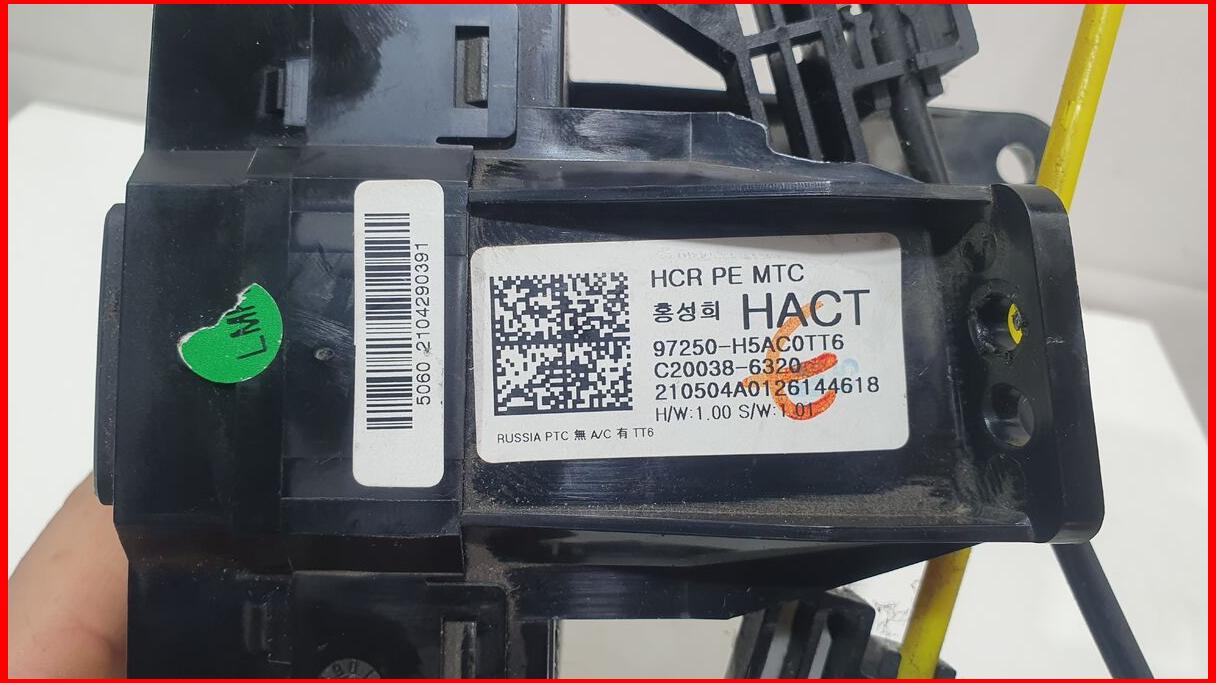 LMI
5060 2104290391
HCR PE MTC
홍성희 HACT
97250-H5AC0TT6
C20038-6320
210504A0126144618
H/W:1.00 S/W:1.01
RUSSIA PTC 無 A/C 有 TT6